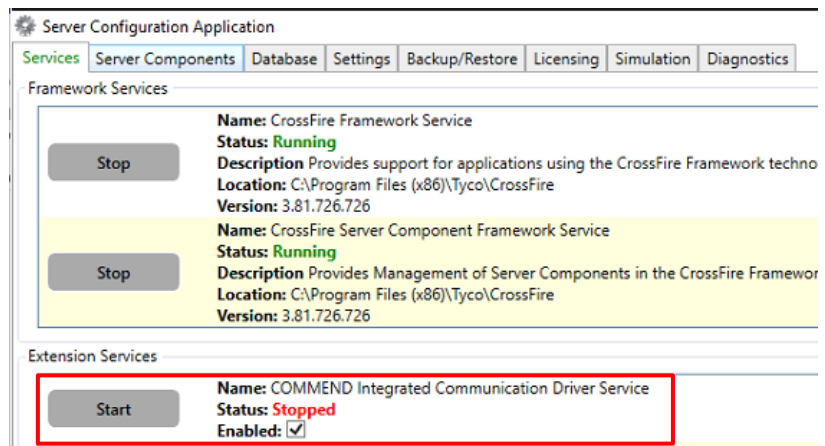 Server Configuration Application
Services Server Components Database Settings Backup/Restore Licensing Simulation Diagnostics
Framework Services
Name: CrossFire Framework Service
Status: Running
Stop
Description Provides support for applications using the CrossFire Framework techno
Location: C:\Program Files (x86)\Tyco\CrossFire
Version: 3.81.726.726
Name: CrossFire Server Component Framework Service
Status: Running
Stop
Description Provides Management of Server Components in the CrossFire Framewor
Location: C:\Program Files (x86)\Tyco\CrossFire
Version: 3.81.726.726
Extension Services
Name: COMMEND Integrated Communication Driver Service
Start
Status: Stopped
Enabled: